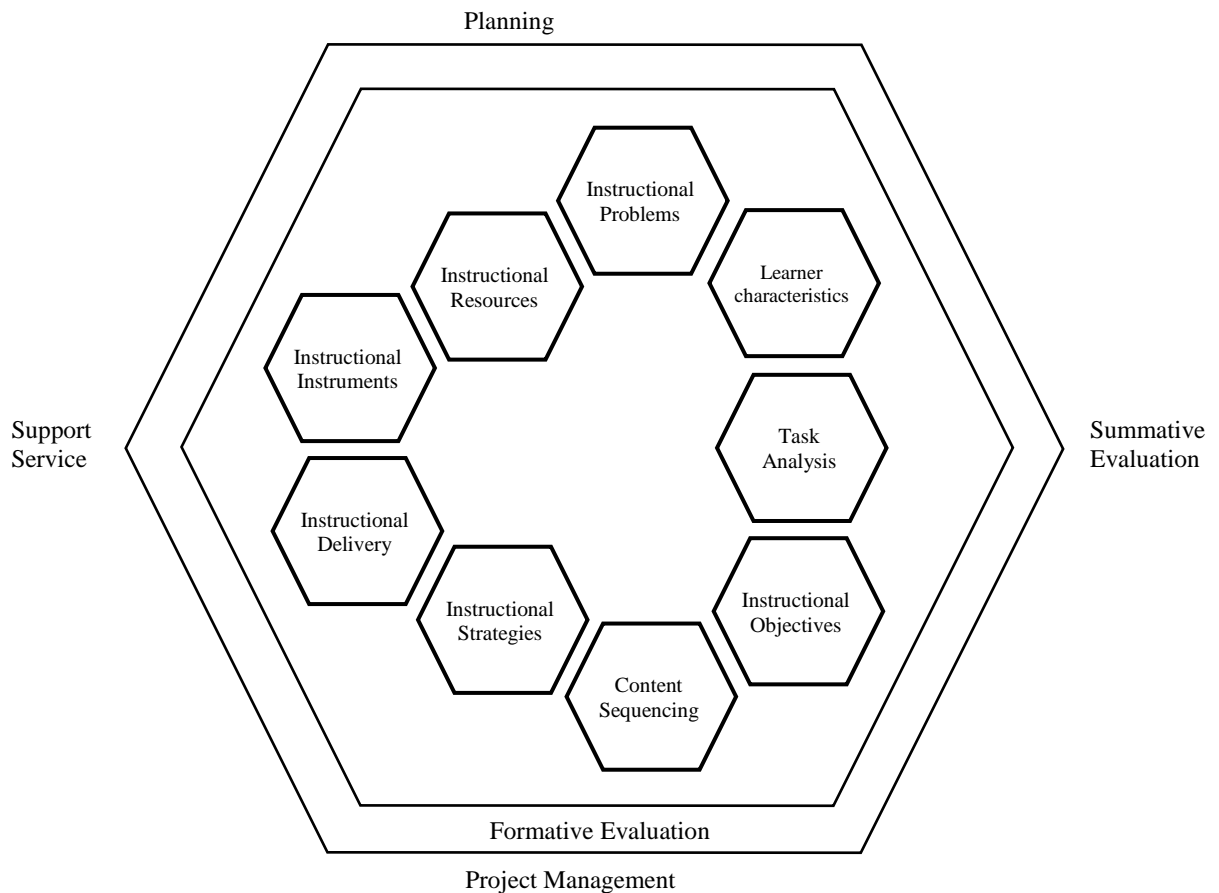 Planning
Instructional
Problems
Learner
characteristics
Instructional
Resources
Instructional
Instruments
Task
Analysis
Support
Service
Summative
Evaluation
Instructional
Delivery
Instructional
Objectives
Instructional
Strategies
Content
Sequencing
Formative Evaluation
Project Management